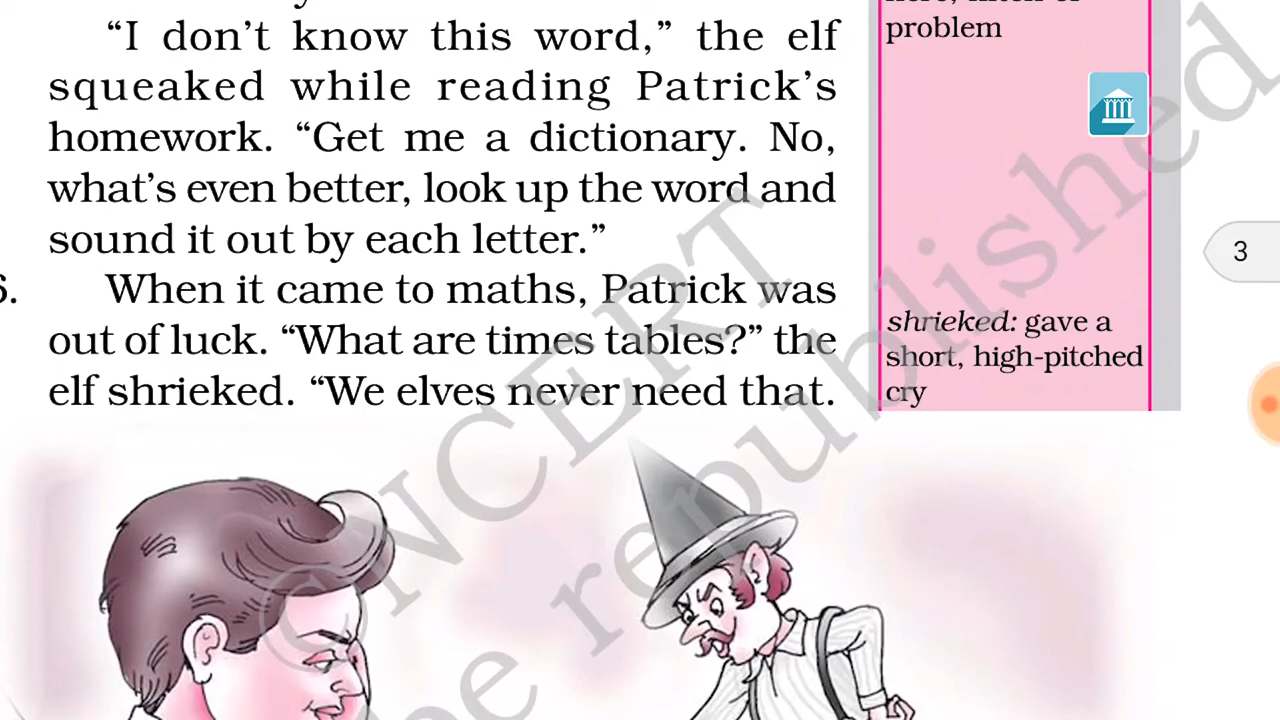 “I don’t know this word,” the elf
squeaked while reading Patrick’s
homework. “Get me a dictionary. No,
what’s even better, look up the word and
sound it out by each letter.”
When it came to maths, Patrick was
out of luck. “What are times tables?” the
elf shrieked. “We elves never need that.
problem
shrieked: gave a
short, high-pitched
cry
3
©NCERT
be republished